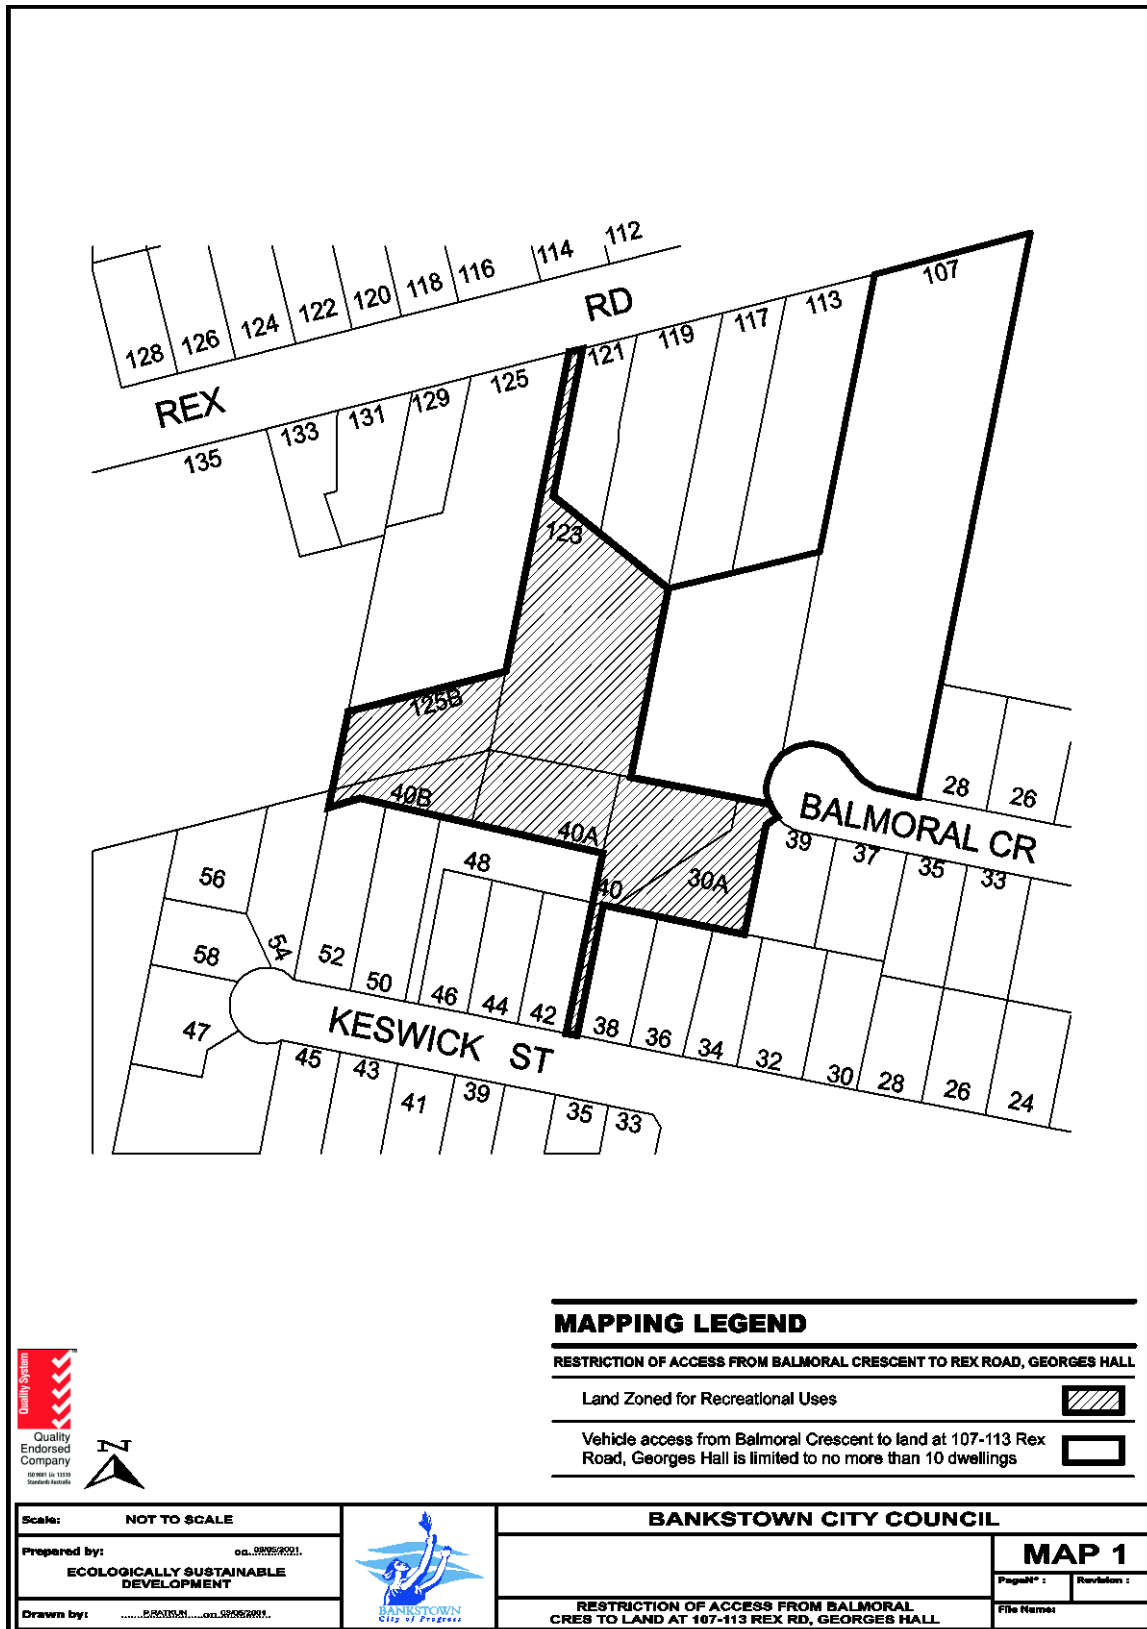 112
114
116
118
120
122
124
126
128
RD
REX
107
113
117
119
121
125
129
131
133
135
123
125B
40B
40A
40
30A
28
26
BALMORAL CR
39
37
35
33
48
56
58
54
52
50
46
44
42
38
36
34
32
30
28
26
24
KESWICK ST
47
45
43
41
39
35
33
MAPPING LEGEND
RESTRICTION OF ACCESS FROM BALMORAL CRESCENT TO REX ROAD, GEORGES HALL
Land Zoned for Recreational Uses
Vehicle access from Balmoral Crescent to land at 107-113 Rex
Road, Georges Hall is limited to no more than 10 dwellings
Quality System
Quality
Endorsed
Company
Standards Australia
N
Scale: NOT TO SCALE
Prepared by:
ECOLOGICALLY SUSTAINABLE
DEVELOPMENT
Drawn by:
BANKSTOWN
City of Progress
BANKSTOWN CITY COUNCIL
RESTRICTION OF ACCESS FROM BALMORAL
CRES TO LAND AT 107-113 REX RD, GEORGES HALL
MAP 1
PageN° :
Revision :
File Name: